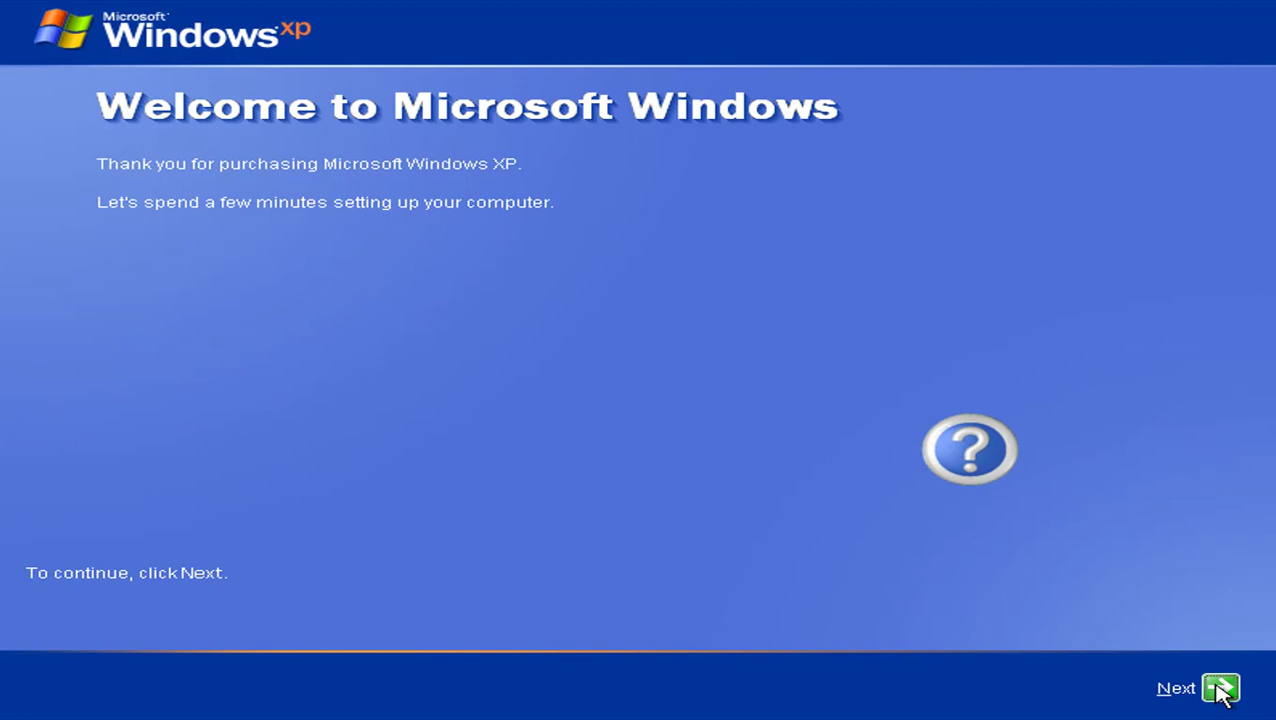 Microsoft
Windows xp
Welcome to Microsoft Windows
Thank you for purchasing Microsoft Windows XP.
Let's spend a few minutes setting up your computer.
?
To continue, click Next.
Next